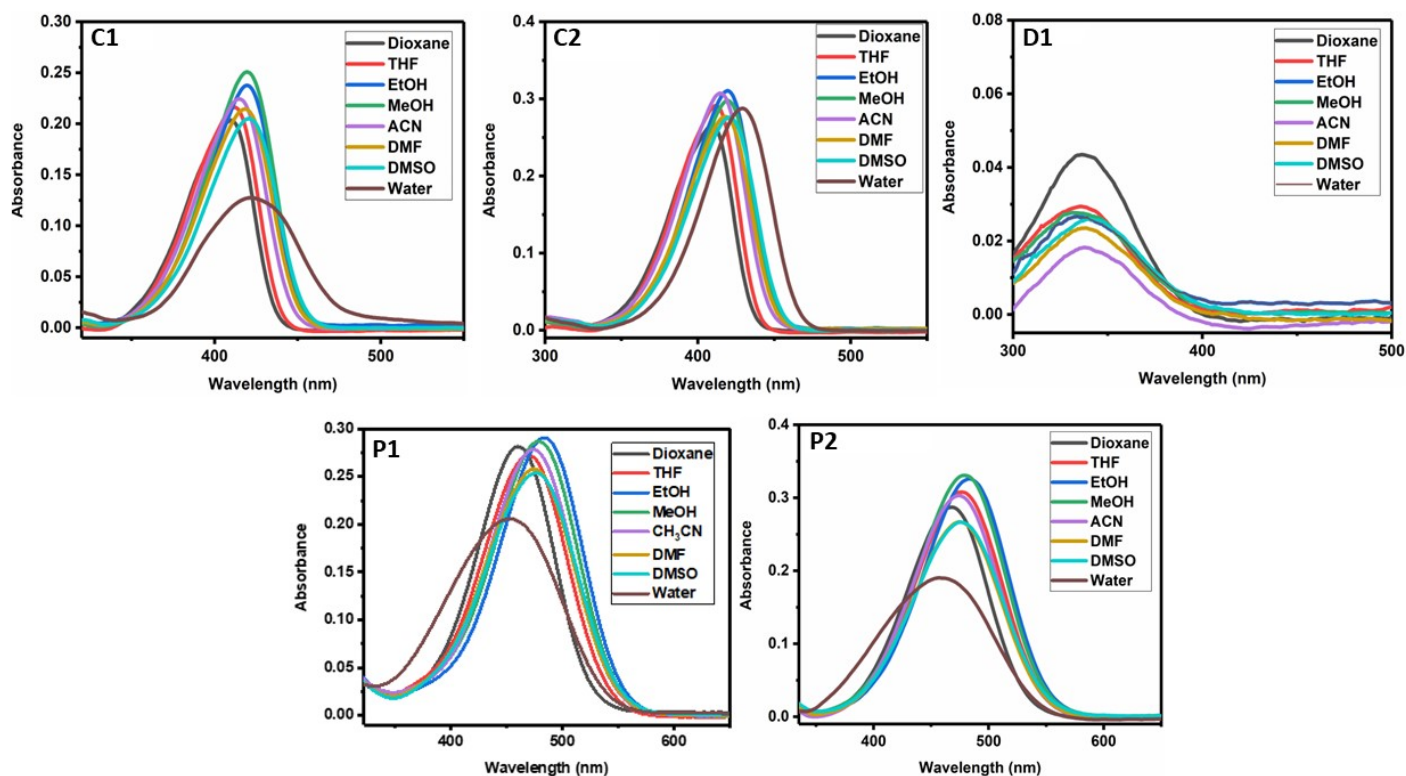 C1
Dioxane
THF
EtOH
MeOH
ACN
DMF
DMSO
Water
0.30
0.25
0.20
0.15
0.10
0.05
0.00
Absorbance
400
500
Wavelength (nm)
C2
Dioxane
THF
EtOH
MeOH
ACN
DMF
DMSO
Water
0.4
0.3
0.2
0.1
0.0
Absorbance
300
400
500
Wavelength (nm)
D1
Dioxane
THF
EtOH
MeOH
ACN
DMF
DMSO
Water
0.08
0.06
0.04
0.02
0.00
Absorbance
300
400
500
Wavelength (nm)
P1
Dioxane
THF
EtOH
MeOH
CH₃CN
DMF
DMSO
Water
0.30
0.25
0.20
0.15
0.10
0.05
0.00
Absorbance
400
500
600
Wavelength (nm)
P2
Dioxane
THF
EtOH
MeOH
ACN
DMF
DMSO
Water
0.4
0.3
0.2
0.1
0.0
Absorbance
400
500
600
Wavelength (nm)